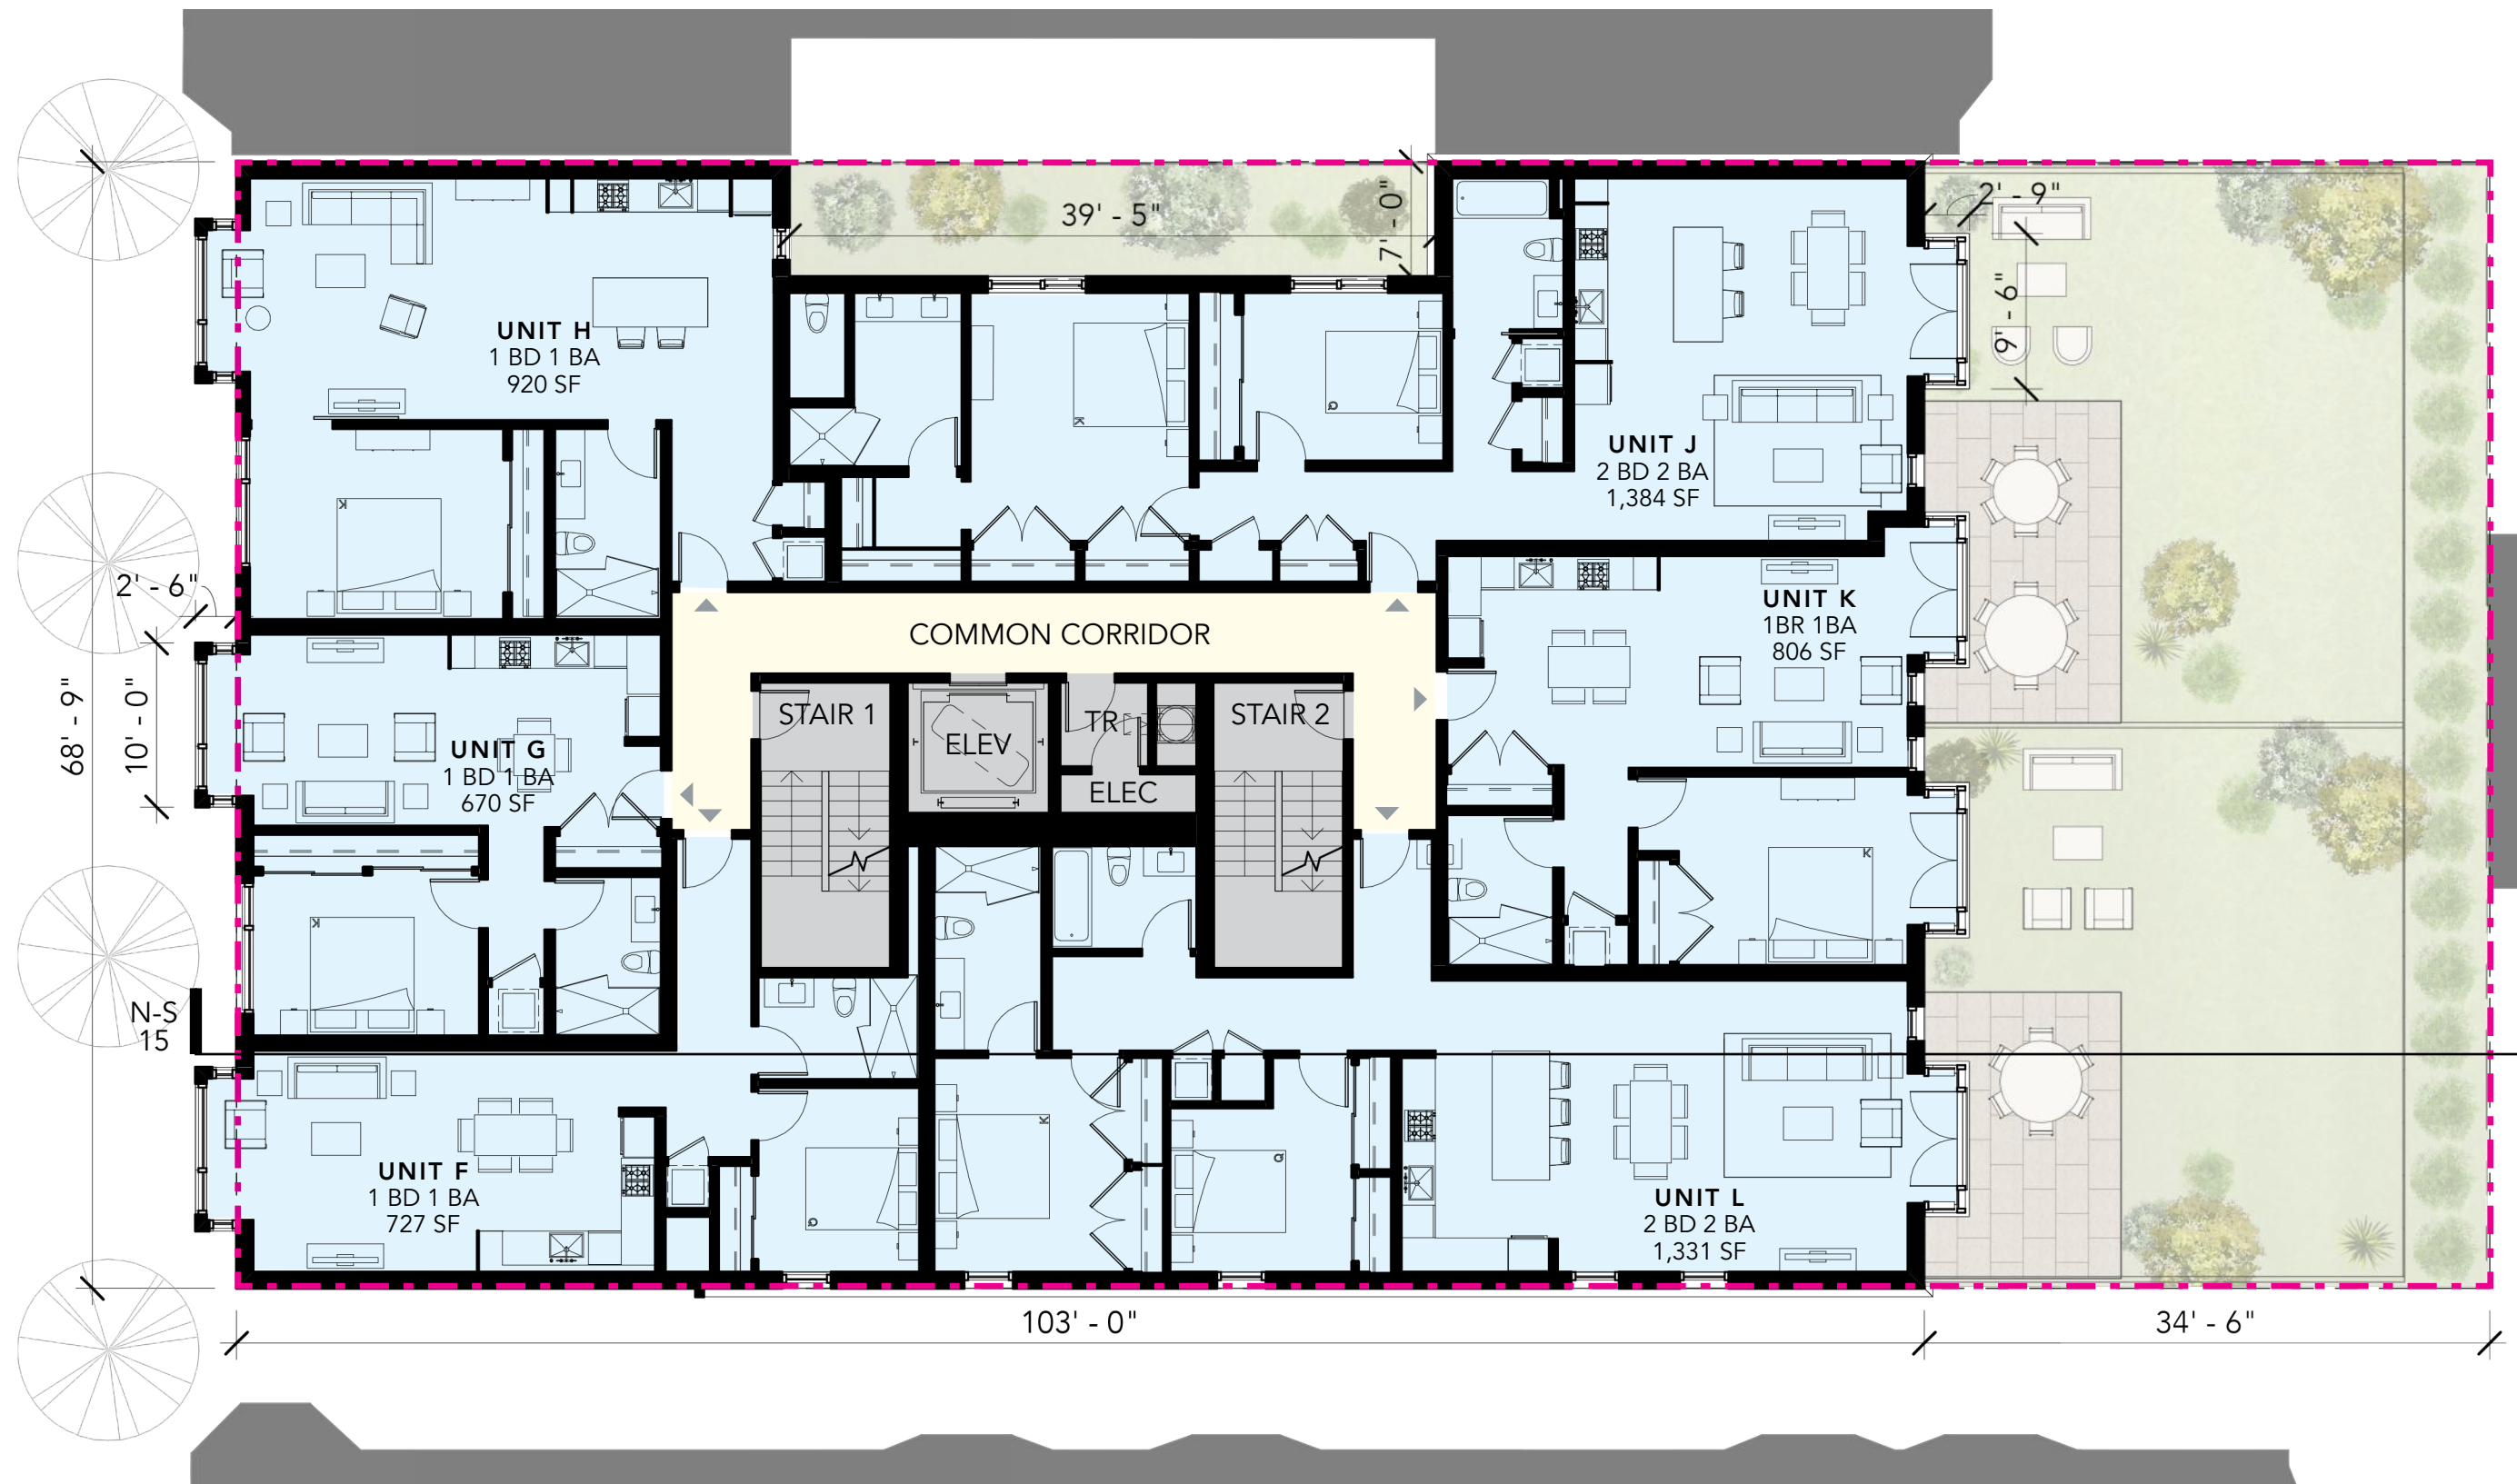 2' - 9"
39' - 5"
7' - 0"
9' - 6"
UNIT H
1 BD 1 BA
920 SF
K
Q
UNIT J
2 BD 2 BA
1,384 SF
K
2' - 6"
UNIT K
1BR 1BA
806 SF
COMMON CORRIDOR
68' - 9"
10' - 0"
STAIR 1
ELEV
TR
ELEC
STAIR 2
UNIT G
1 BD 1 BA
670 SF
K
K
N-S
15
UNIT F
1 BD 1 BA
727 SF
Q
K
Q
UNIT L
2 BD 2 BA
1,331 SF
103' - 0"
34' - 6"